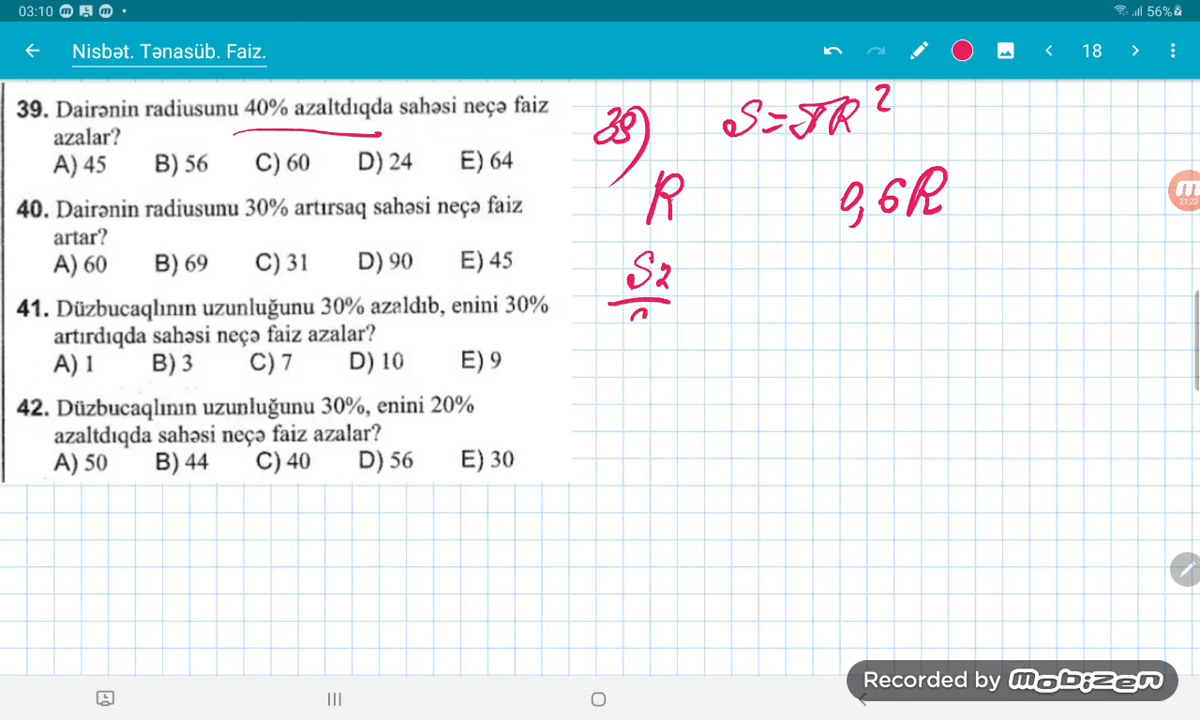 03:10
56%
Nisbət. Tənasüb. Faiz.
18
39. Dairənin radiusunu 40% azaltdıqda sahəsi neçə faiz
azalar?
A) 45 B) 56 C) 60 D) 24 E) 64
40. Dairənin radiusunu 30% artırsaq sahəsi neçə faiz
artar?
A) 60 B) 69 C) 31 D) 90 E) 45
41. Düzbucaqlının uzunluğunu 30% azaldıb, enini 30%
artırdıqda sahəsi neçə faiz azalar?
A) 1 B) 3 C) 7 D) 10 E) 9
42. Düzbucaqlının uzunluğunu 30%, enini 20%
azaltdıqda sahəsi neçə faiz azalar?
A) 50 B) 44 C) 40 D) 56 E) 30
39) S=πR²
R 0,6R
S2
Recorded by Mobizen